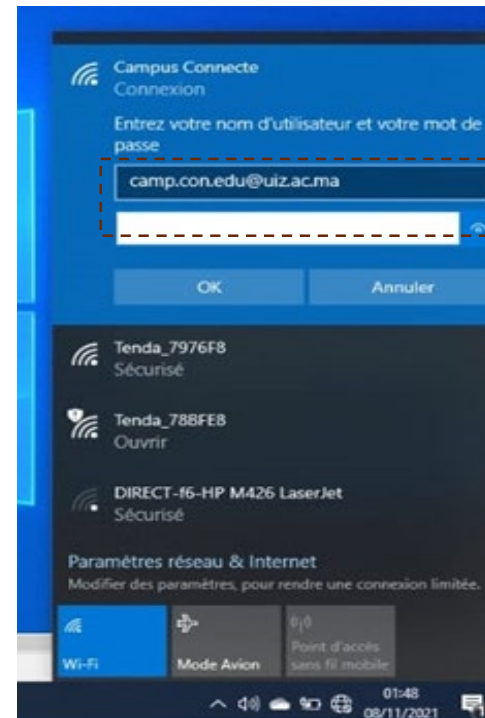 Campus Connecte
Connexion
Entrez votre nom d'utilisateur et votre mot de
passe
camp.con.edu@uiz.ac.ma
OK
Annuler
Tenda_7976F8
Sécurisé
Tenda_788FE8
Ouvrir
DIRECT-f6-HP M426 LaserJet
Sécurisé
Paramètres réseau & Internet
Modifier des paramètres, pour rendre une connexion limitée.
Wi-Fi
Mode Avion
Point d'accès
sans fil mobile
01:48
08/11/2021